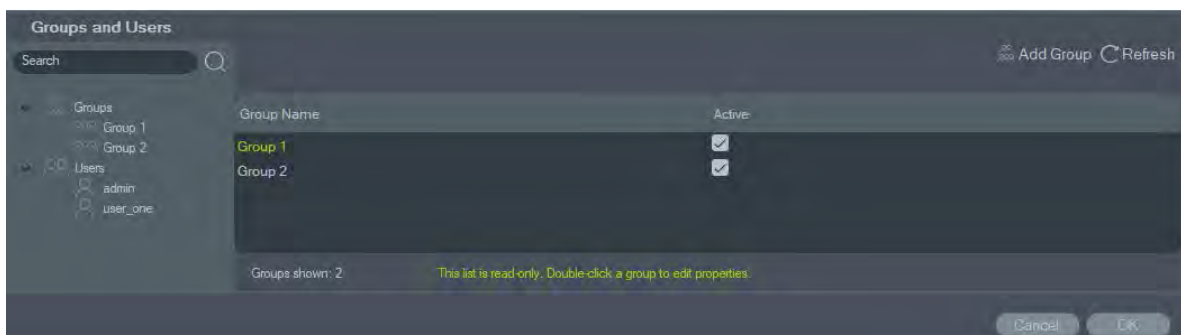 Groups and Users
Search
Add Group Refresh
Groups
Group 1
Group 2
Users
admin
user_one
Group Name Active
Group 1
Group 2
Groups shown: 2 This list is read-only. Double-click a group to edit properties.
Cancel OK